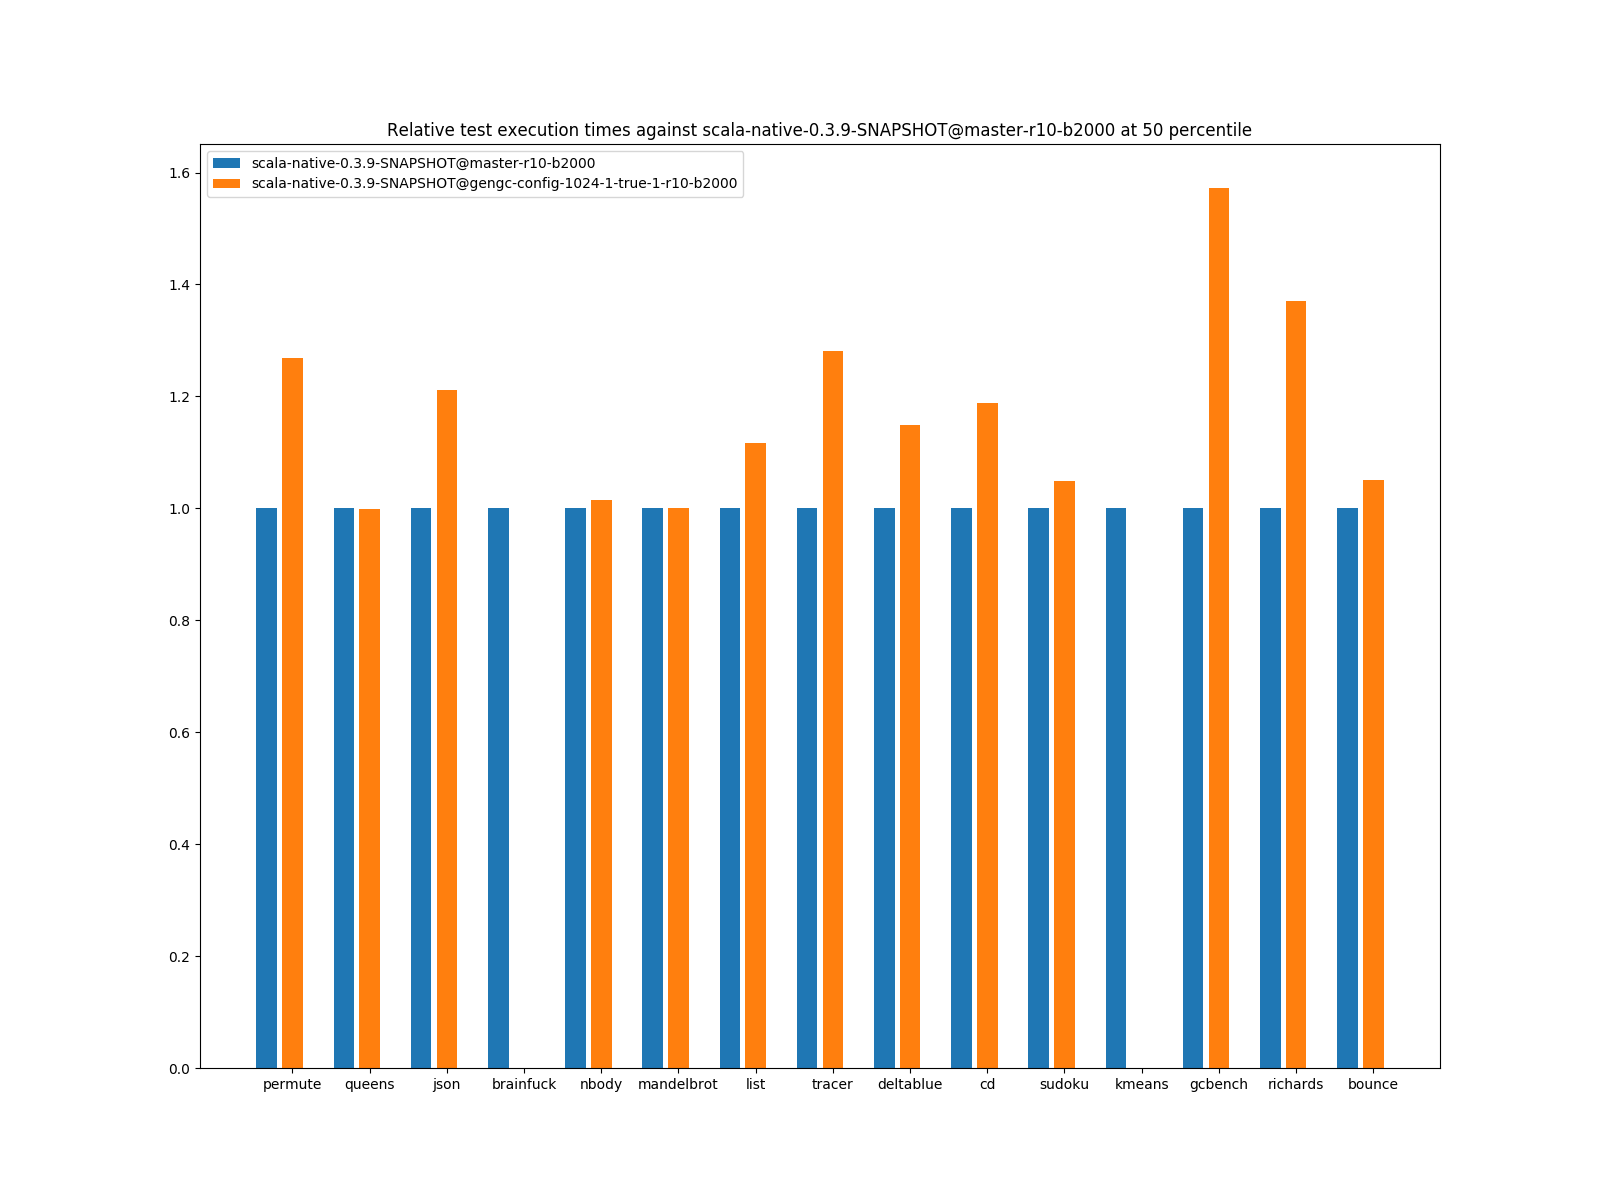 Relative test execution times against scala-native-0.3.9-SNAPSHOT@master-r10-b2000 at 50 percentile
scala-native-0.3.9-SNAPSHOT@master-r10-b2000
scala-native-0.3.9-SNAPSHOT@gengc-config-1024-1-true-1-r10-b2000
1.6
1.4
1.2
1.0
0.8
0.6
0.4
0.2
0.0
permute queens json brainfuck nbody mandelbrot list tracer deltablue cd sudoku kmeans gcbench richards bounce